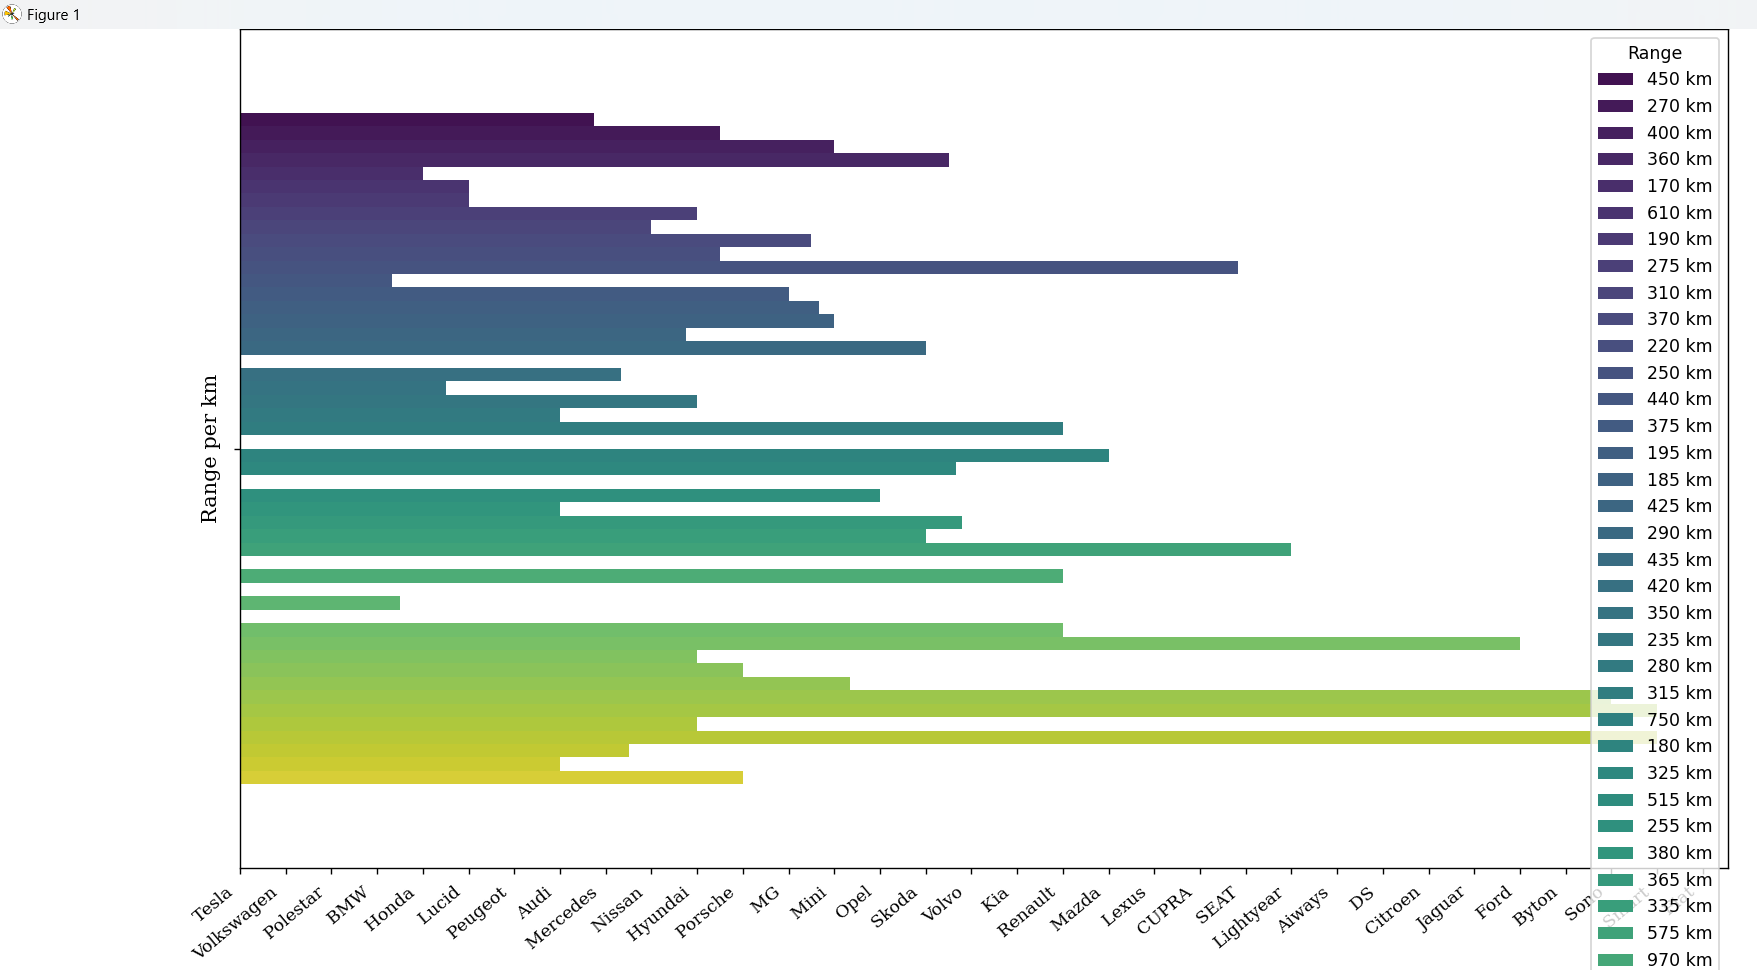 Figure 1
Range
450 km
270 km
400 km
360 km
170 km
610 km
190 km
275 km
310 km
370 km
220 km
250 km
440 km
375 km
195 km
185 km
425 km
290 km
435 km
420 km
350 km
235 km
280 km
315 km
750 km
180 km
325 km
515 km
255 km
380 km
365 km
335 km
575 km
970 km
Range per km
Tesla
Volkswagen
Polestar
BMW
Honda
Lucid
Peugeot
Audi
Mercedes
Nissan
Hyundai
Porsche
MG
Mini
Opel
Skoda
Volvo
Kia
Renault
Mazda
Lexus
CUPRA
SEAT
Lightyear
Aiways
DS
Citroen
Jaguar
Ford
Byton
Sono
Smart